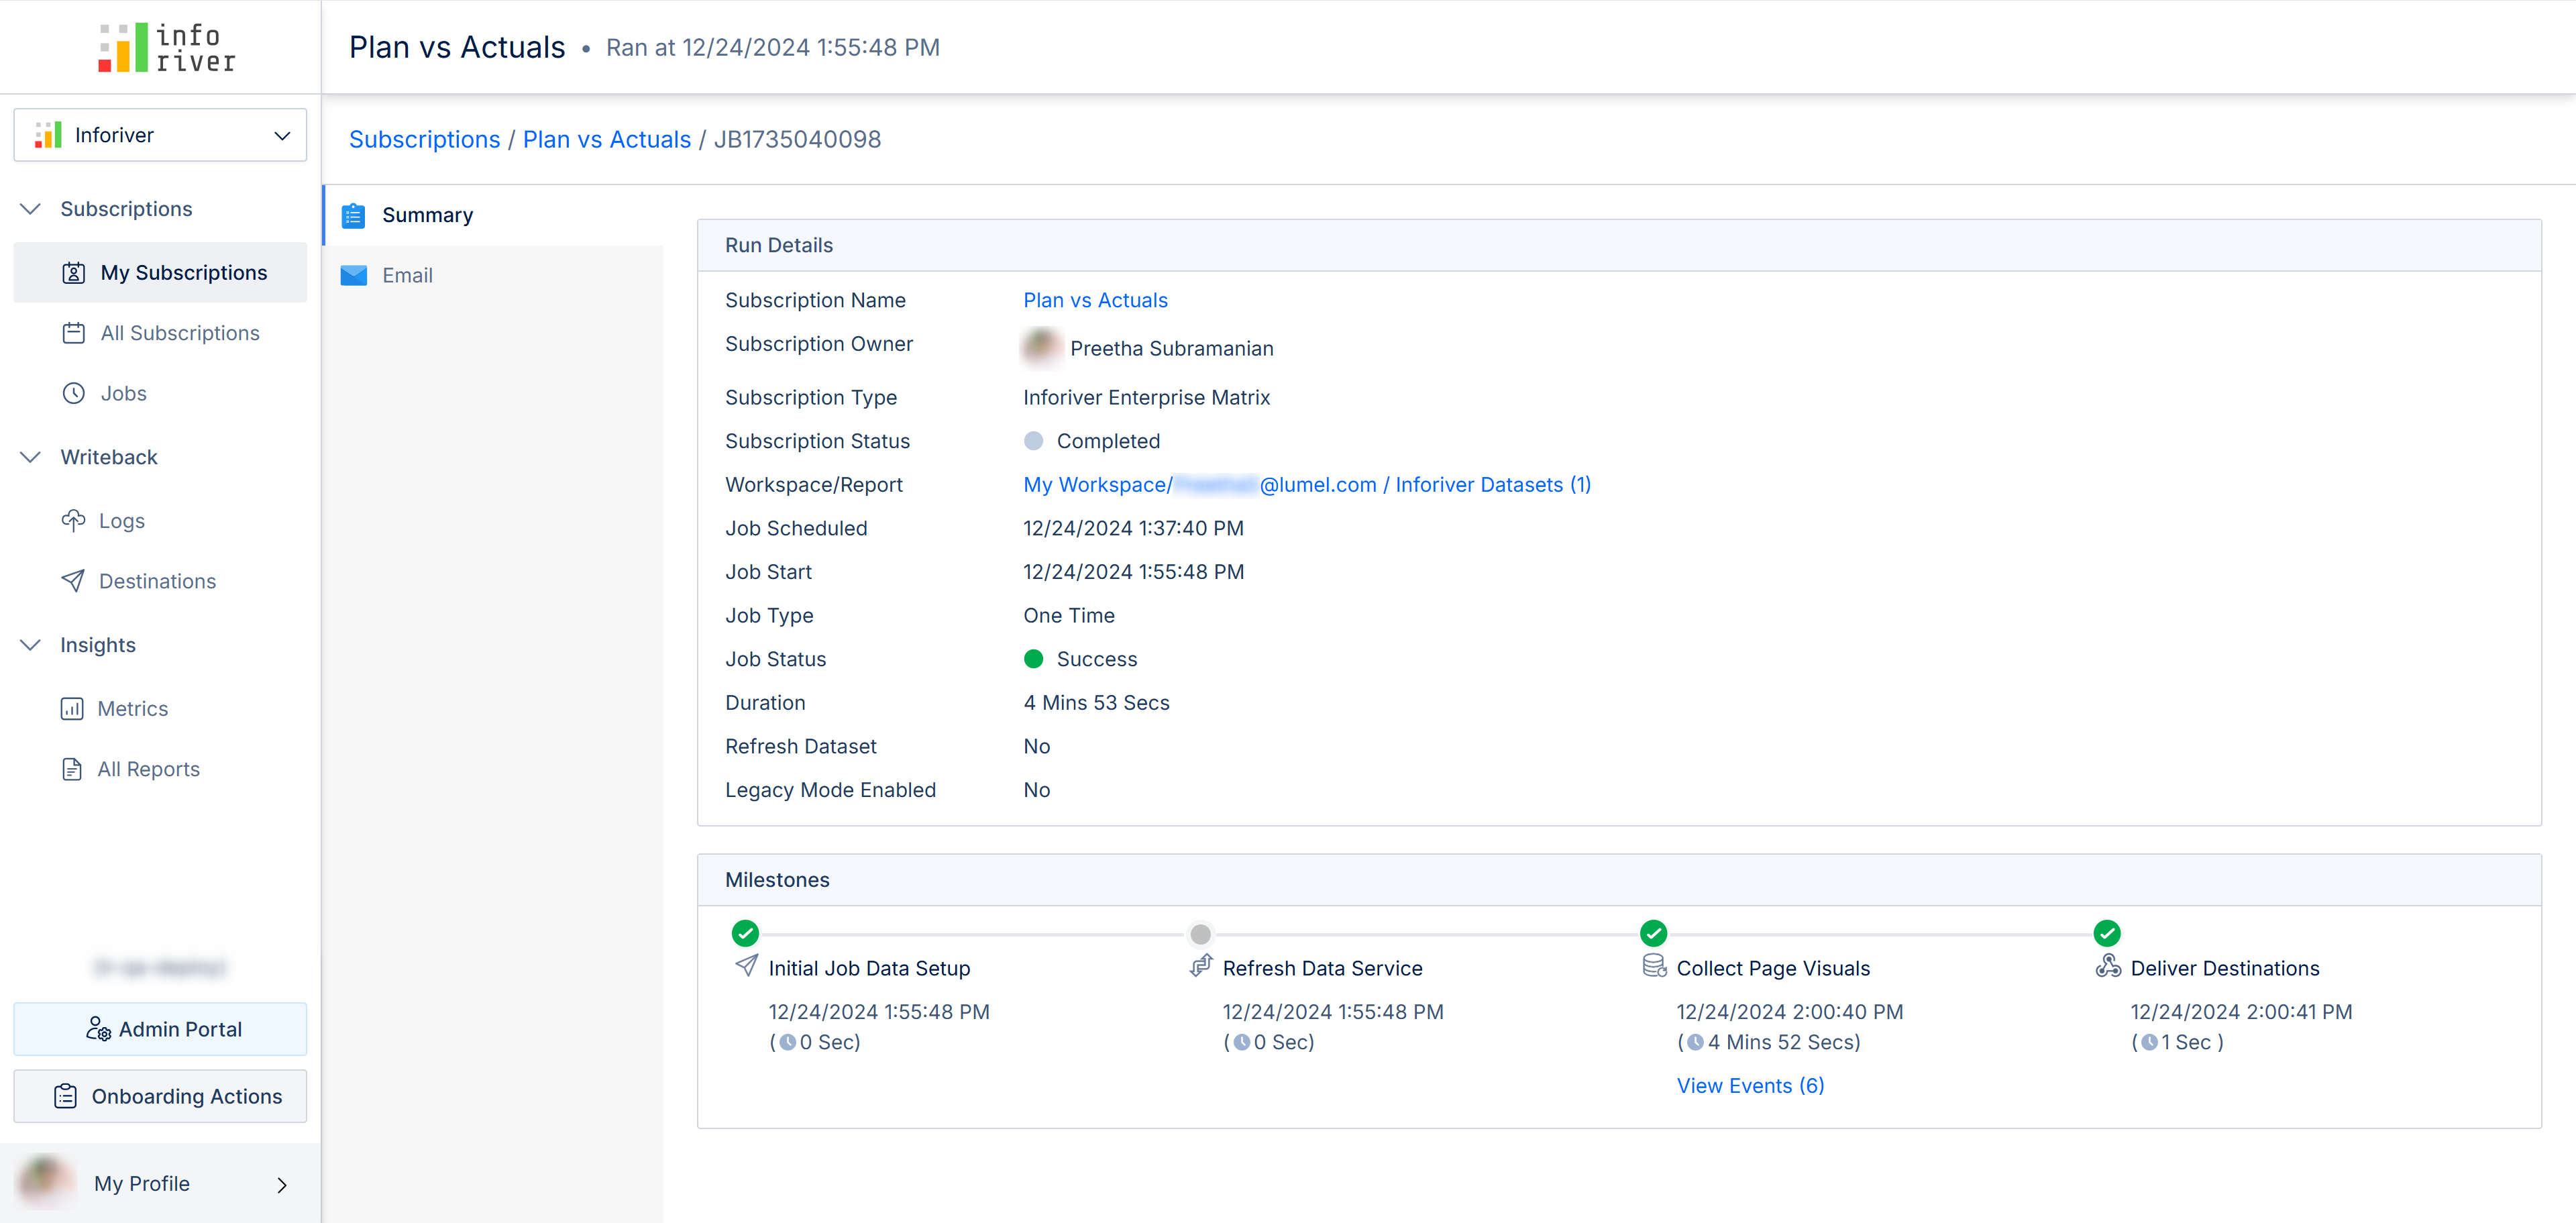 info
river
Plan vs Actuals • Ran at 12/24/2024 1:55:48 PM
Inforiver
Subscriptions / Plan vs Actuals / JB1735040098
Subscriptions
My Subscriptions
All Subscriptions
Jobs
Writeback
Logs
Destinations
Insights
Metrics
All Reports
Admin Portal
Onboarding Actions
My Profile
Summary
Email
Run Details
Subscription Name Plan vs Actuals
Subscription Owner Preetha Subramanian
Subscription Type Inforiver Enterprise Matrix
Subscription Status Completed
Workspace/Report My Workspace/ @lumel.com / Inforiver Datasets (1)
Job Scheduled 12/24/2024 1:37:40 PM
Job Start 12/24/2024 1:55:48 PM
Job Type One Time
Job Status Success
Duration 4 Mins 53 Secs
Refresh Dataset No
Legacy Mode Enabled No
Milestones
Initial Job Data Setup
12/24/2024 1:55:48 PM
(0 Sec)
Refresh Data Service
12/24/2024 1:55:48 PM
(0 Sec)
Collect Page Visuals
12/24/2024 2:00:40 PM
(4 Mins 52 Secs)
View Events (6)
Deliver Destinations
12/24/2024 2:00:41 PM
(1 Sec )